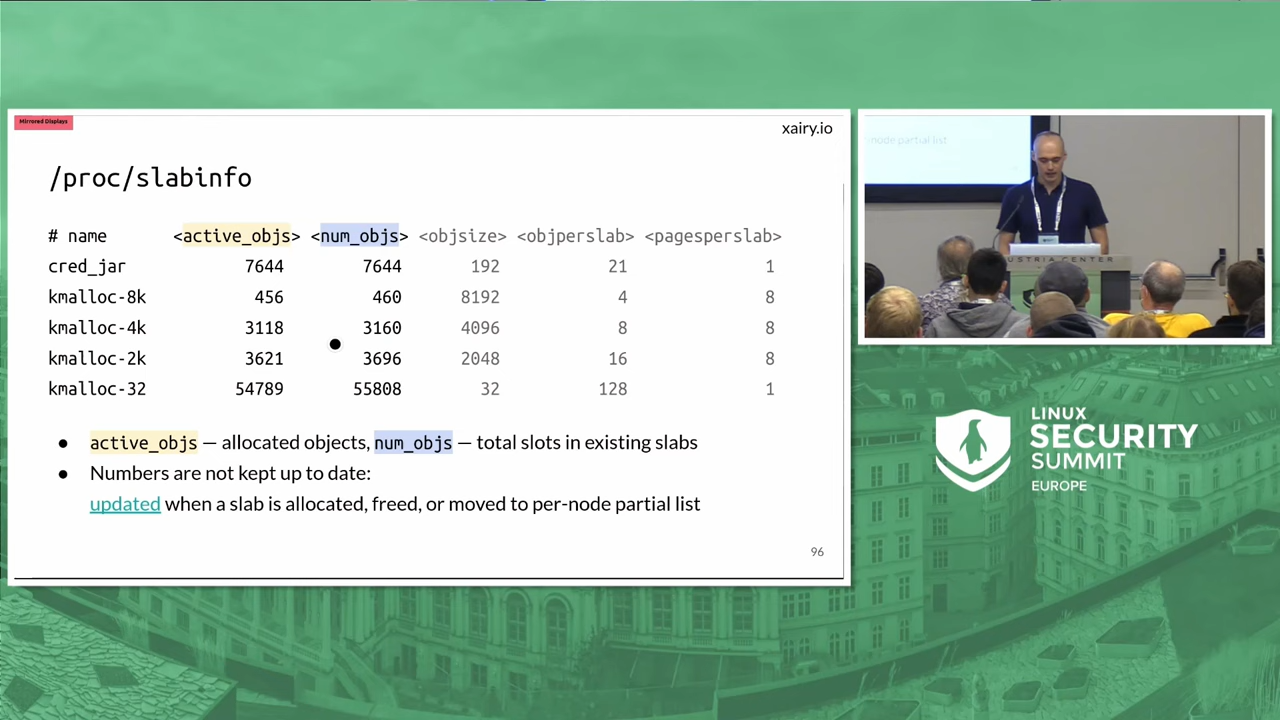 Mirrored Displays
xairy.io
/proc/slabinfo
# name <active_objs> <num_objs> <objsize> <objperslab> <pagesperslab>
cred_jar 7644 7644 192 21 1
kmalloc-8k 456 460 8192 4 8
kmalloc-4k 3118 3160 4096 8 8
kmalloc-2k 3621 3696 2048 16 8
kmalloc-32 54789 55808 32 128 1
● active_objs — allocated objects, num_objs — total slots in existing slabs
● Numbers are not kept up to date:
updated when a slab is allocated, freed, or moved to per-node partial list
96
-node partial list
USTRIA CENTER
LINUX
SECURITY
SUMMIT
EUROPE